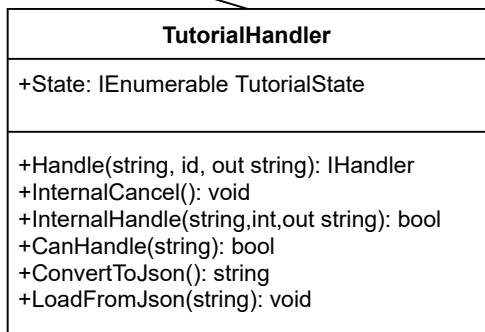 TutorialHandler
+State: IEnumerable TutorialState
+Handle(string, id, out string): IHandler
+InternalCancel(): void
+InternalHandle(string,int,out string): bool
+CanHandle(string): bool
+ConvertToJson(): string
+LoadFromJson(string): void